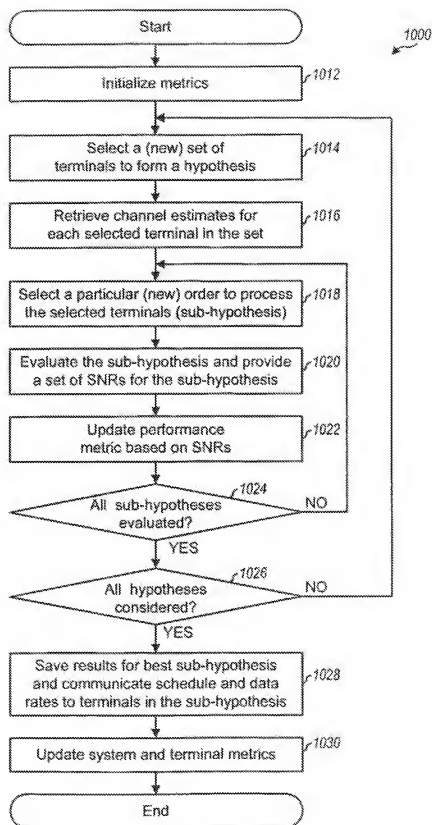 Start
1000
Initialize metrics
1012
Select a (new) set of
terminals to form a hypothesis
1014
Retrieve channel estimates for
each selected terminal in the set
1016
Select a particular (new) order to process
the selected terminals (sub-hypothesis)
1018
Evaluate the sub-hypothesis and provide
a set of SNRs for the sub-hypothesis
1020
Update performance
metric based on SNRs
1022
1024
All sub-hypotheses
evaluated?
NO
YES
1026
All hypotheses
considered?
NO
YES
Save results for best sub-hypothesis
and communicate schedule and data
rates to terminals in the sub-hypothesis
1028
Update system and terminal metrics
1030
End